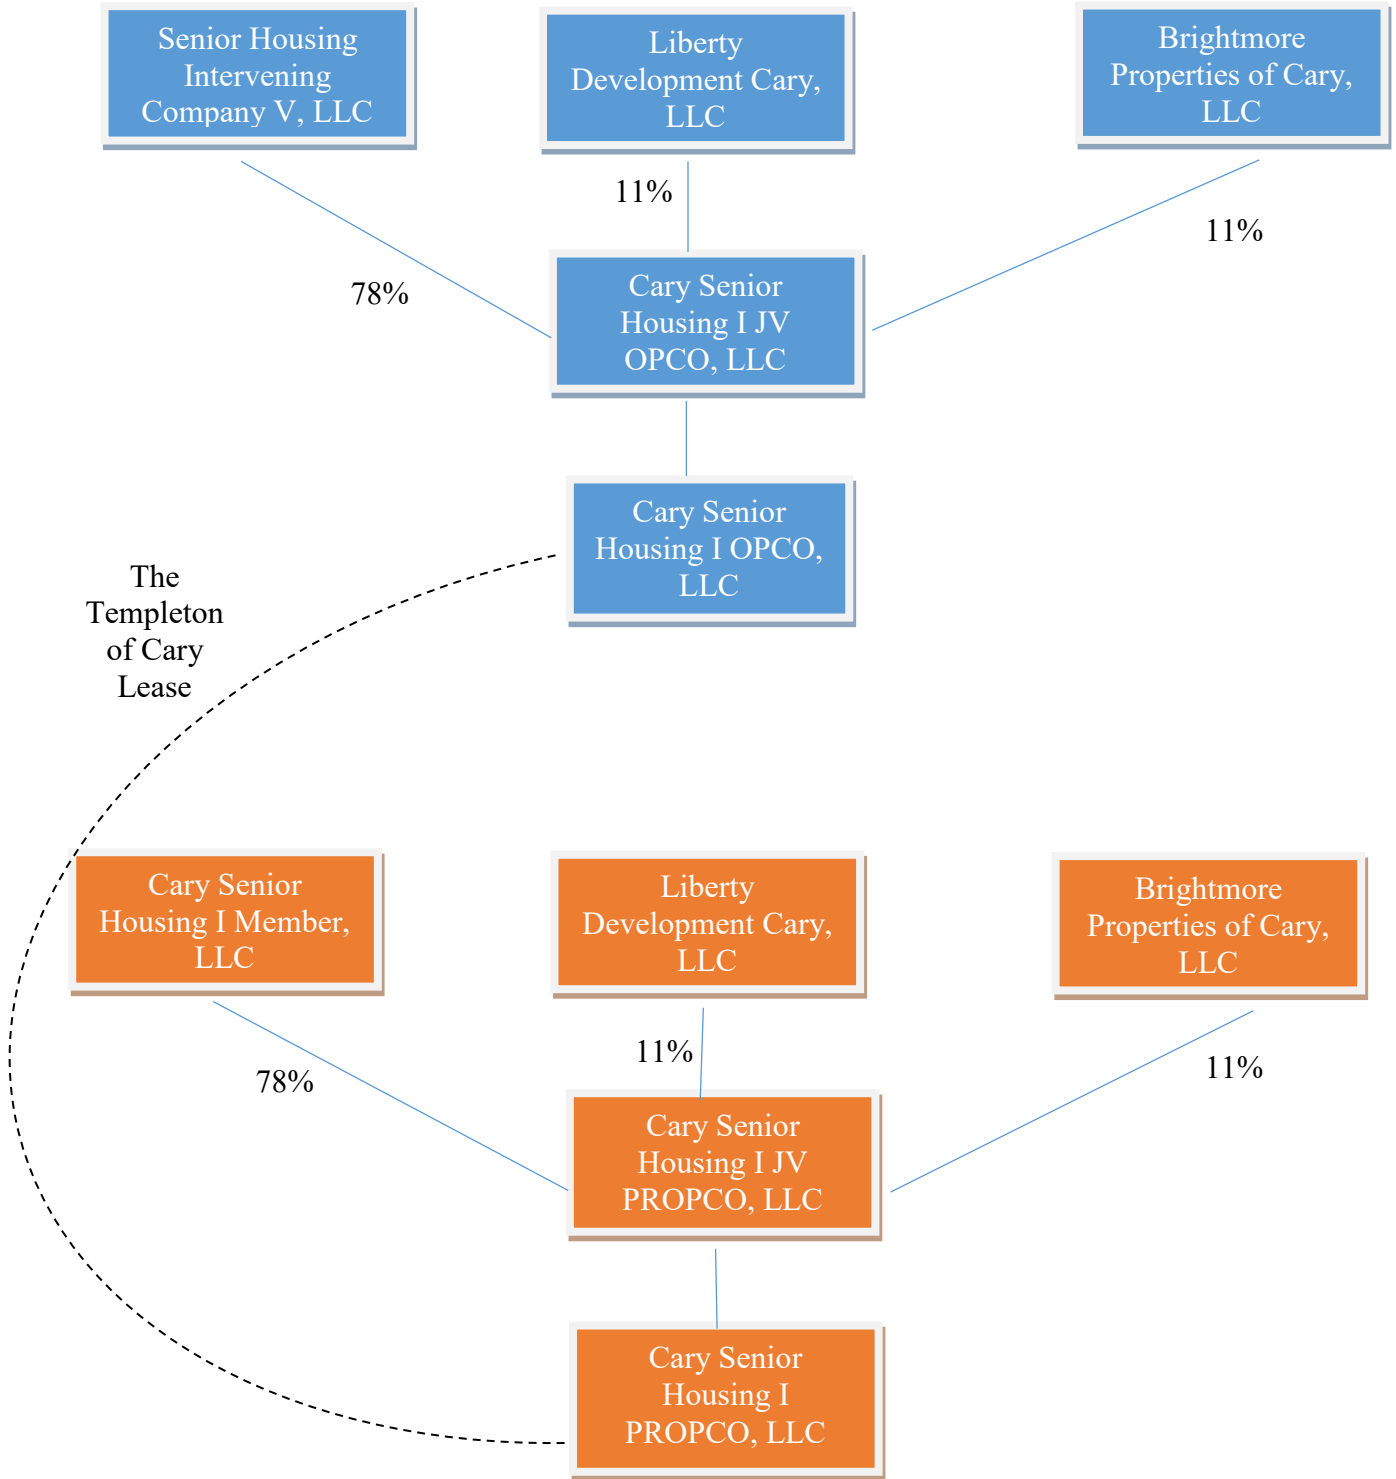 Senior Housing
Intervening
Company V, LLC
Liberty
Development Cary,
LLC
Brightmore
Properties of Cary,
LLC
11%
11%
78%
Cary Senior
Housing I JV
OPCO, LLC
Cary Senior
Housing I OPCO,
LLC
The
Templeton
of Cary
Lease
Cary Senior
Housing I Member,
LLC
Liberty
Development Cary,
LLC
Brightmore
Properties of Cary,
LLC
11%
11%
78%
Cary Senior
Housing I JV
PROPCO, LLC
Cary Senior
Housing I
PROPCO, LLC